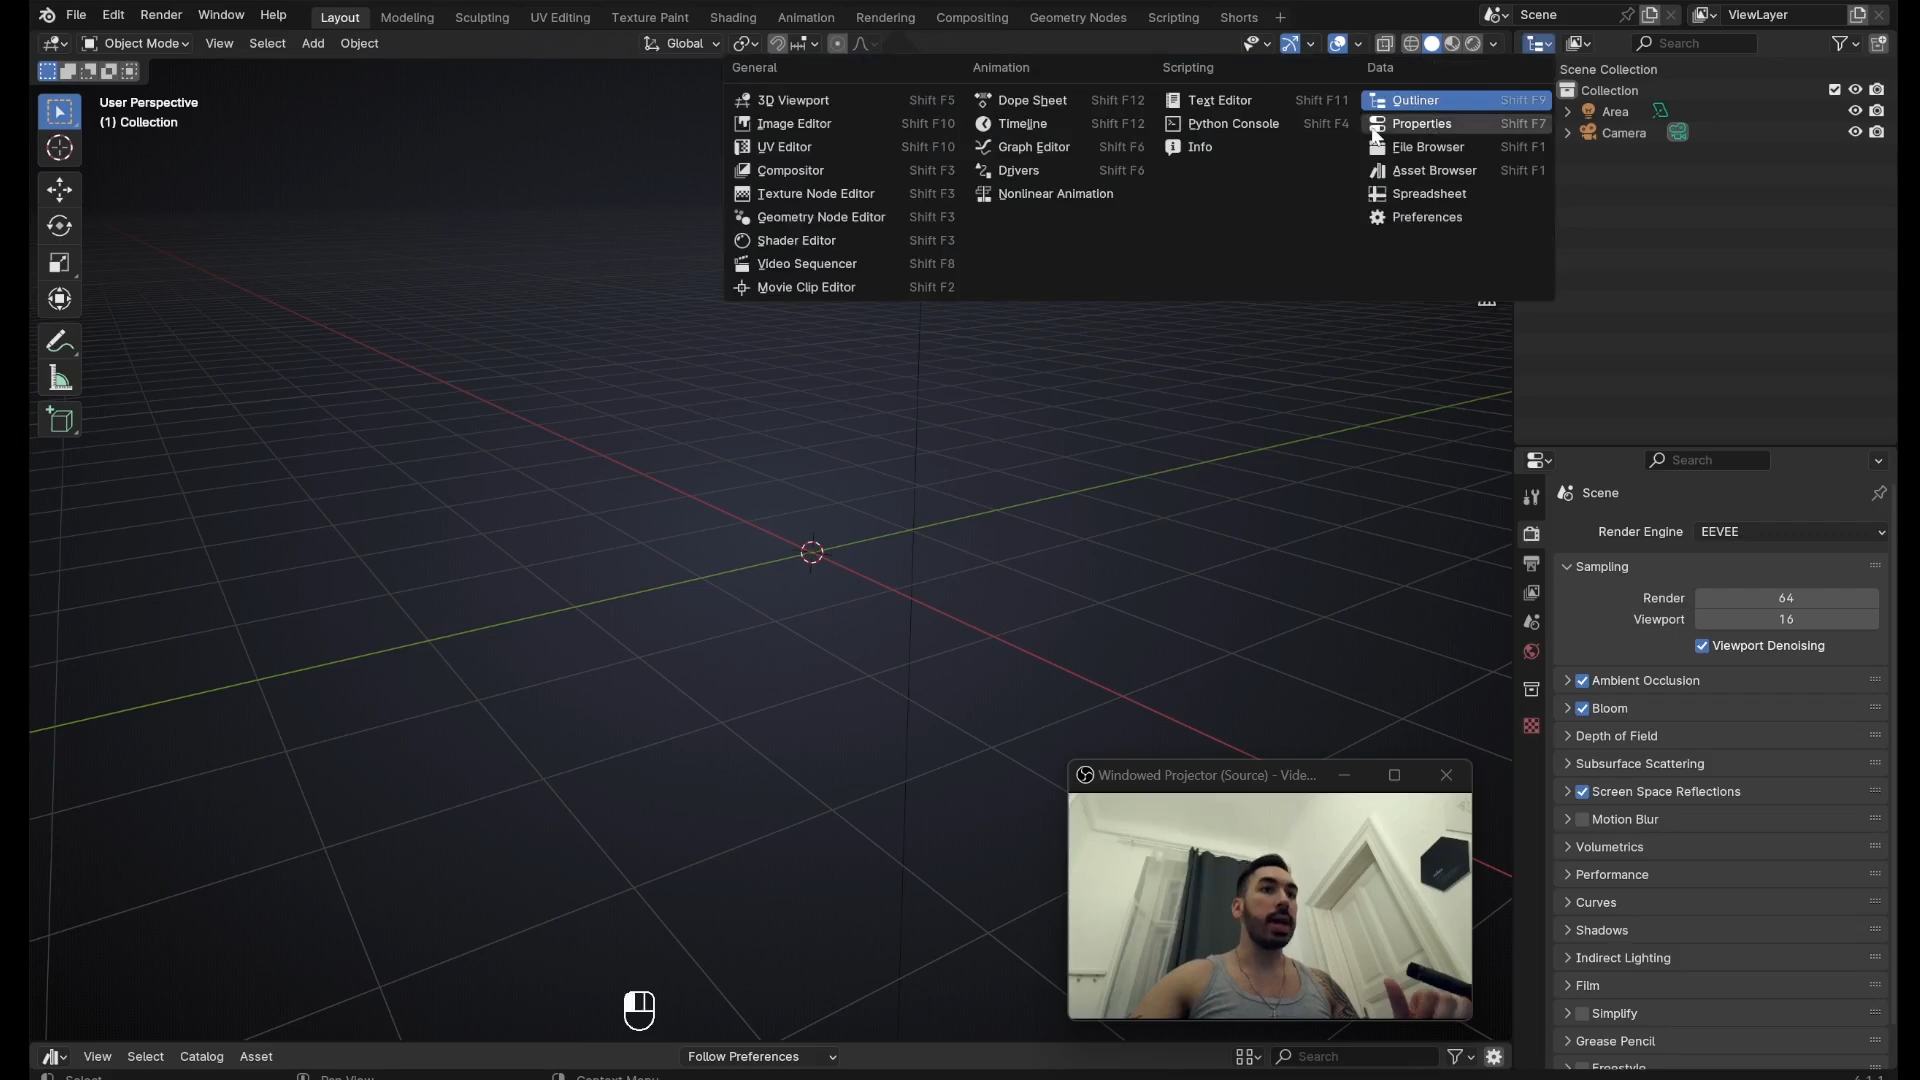 File Edit Render Window Help Layout Modeling Sculpting UV Editing Texture Paint Shading Animation Rendering Compositing Geometry Nodes Scripting Shorts + Scene ViewLayer
Object Mode View Select Add Object Global Search
User Perspective
(1) Collection
General
3D Viewport Shift F5
Image Editor Shift F10
UV Editor Shift F10
Compositor Shift F3
Texture Node Editor Shift F3
Geometry Node Editor Shift F3
Shader Editor Shift F3
Video Sequencer Shift F8
Movie Clip Editor Shift F2
Animation
Dope Sheet Shift F12
Timeline Shift F12
Graph Editor Shift F6
Drivers Shift F6
Nonlinear Animation
Scripting
Text Editor Shift F11
Python Console Shift F4
Info
Data
Outliner Shift F9
Properties Shift F7
File Browser Shift F1
Asset Browser Shift F1
Spreadsheet
Preferences
Scene Collection
Collection
Area
Camera
Search
Scene
Render Engine EEVEE
Sampling
Render 64
Viewport 16
Viewport Denoising
Ambient Occlusion
Bloom
Depth of Field
Subsurface Scattering
Screen Space Reflections
Motion Blur
Volumetrics
Performance
Curves
Shadows
Indirect Lighting
Film
Simplify
Grease Pencil
Freestyle
Windowed Projector (Source) - Vide...
View Select Catalog Asset Follow Preferences Search
Select Pan View Context Menu